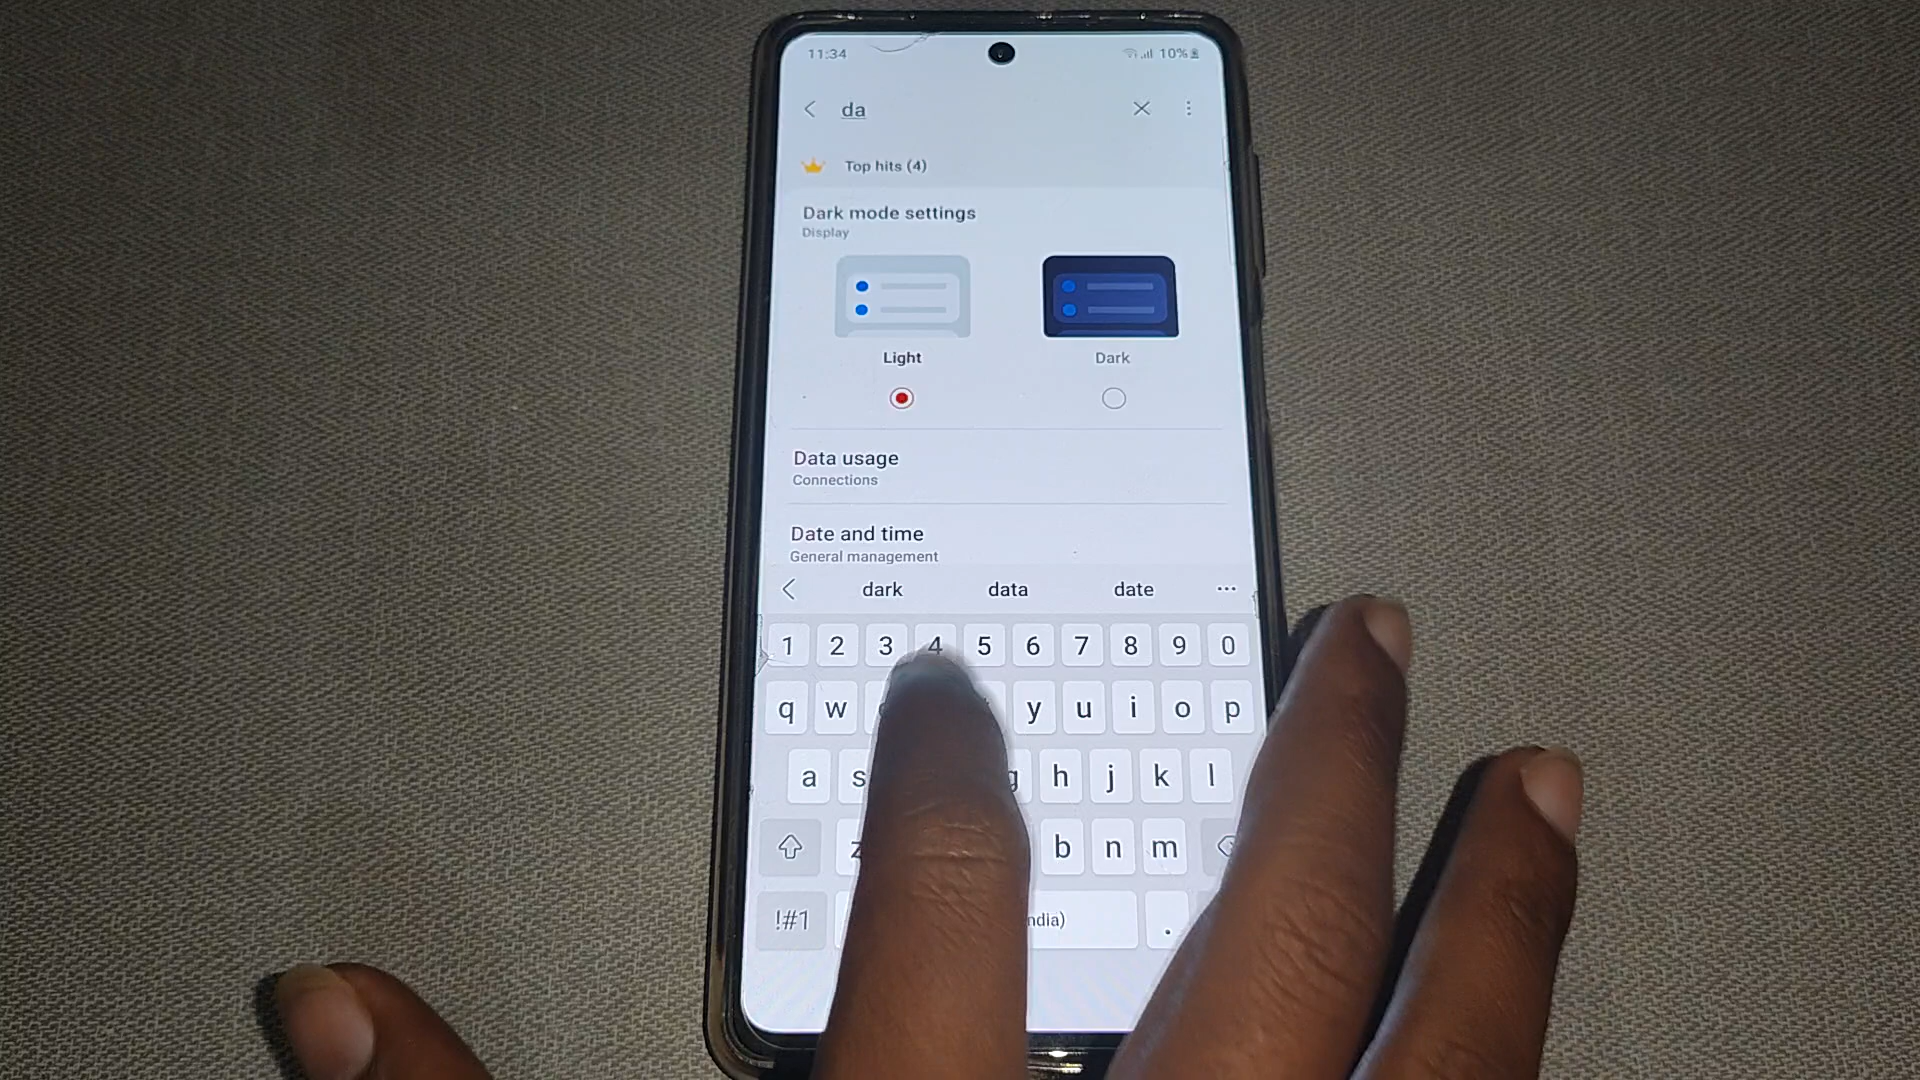 11:34 10%
da
Top hits (4)
Dark mode settings
Display
Light Dark
Data usage
Connections
Date and time
General management
dark data date ...
1 2 3 4 5 6 7 8 9 0
q w y u i o p
a s g h j k l
z b n m
!#1 ndia) .